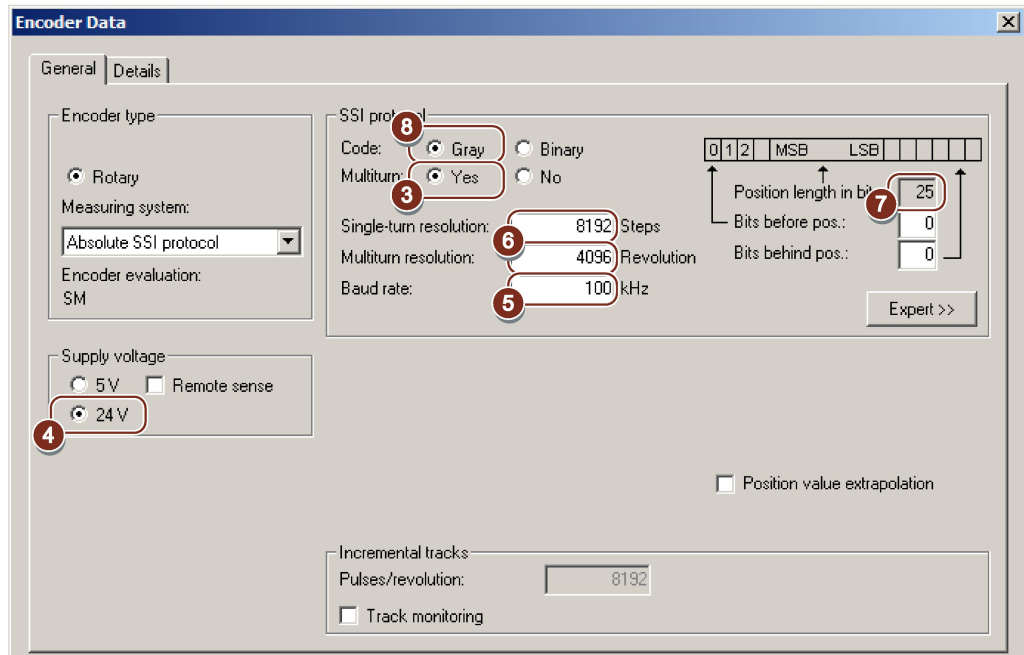 Encoder Data
General
Details
Encoder type
Rotary
Measuring system:
Absolute SSI protocol
Encoder evaluation:
SM
Supply voltage
5 V
Remote sense
24 V
4
SSI protocol
8
Code:
Gray
Binary
Multiturn:
3
Yes
No
Single-turn resolution:
8192
Steps
6
Multiturn resolution:
4096
Revolution
Baud rate:
5
100
kHz
0 1 2 MSB LSB
Position length in bit
7
25
Bits before pos.:
0
Bits behind pos.:
0
Expert >>
Position value extrapolation
Incremental tracks
Pulses/revolution:
8192
Track monitoring